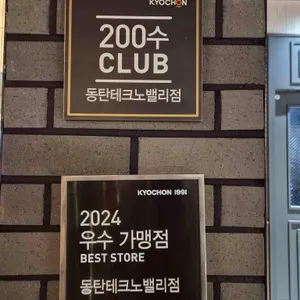 KYOCHON
200수
CLUB
동탄테크노밸리점
KYOCHON 1991
2024
우수 가맹점
BEST STORE
동탄테크노밸리점